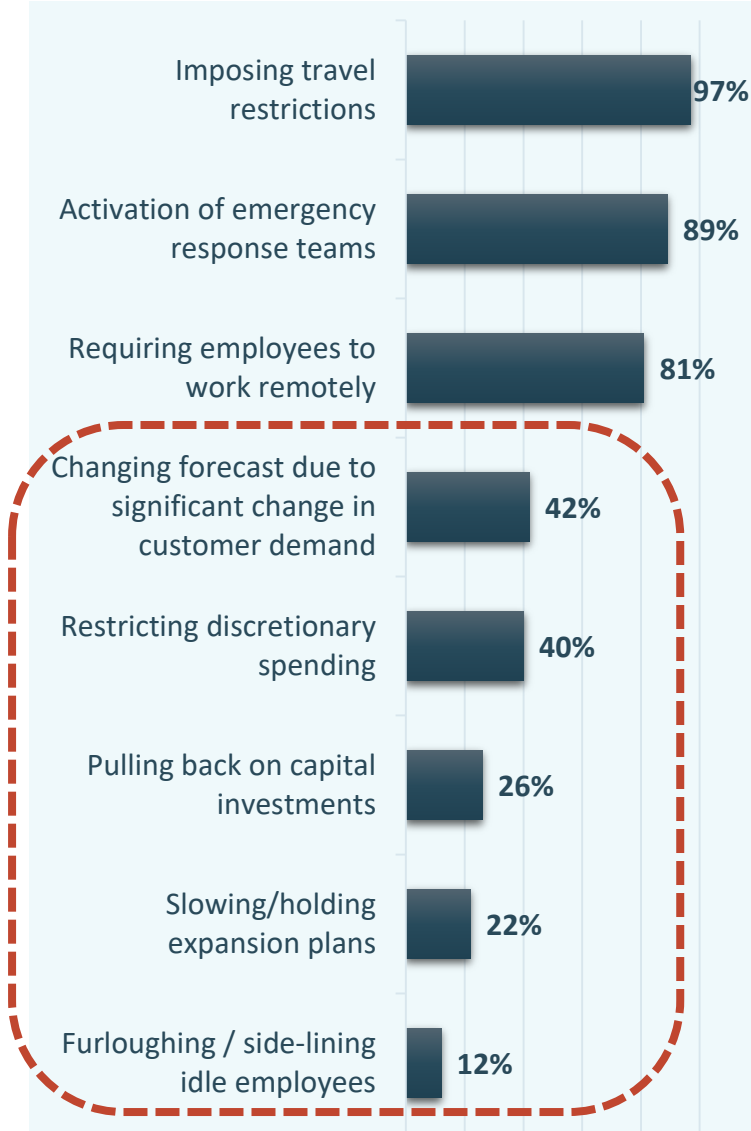 Imposing travel
restrictions
97%
Activation of emergency
response teams
89%
Requiring employees to
work remotely
81%
Changing forecast due to
significant change in
customer demand
42%
Restricting discretionary
spending
40%
Pulling back on capital
investments
26%
Slowing/holding
expansion plans
22%
Furloughing / side-lining
idle employees
12%